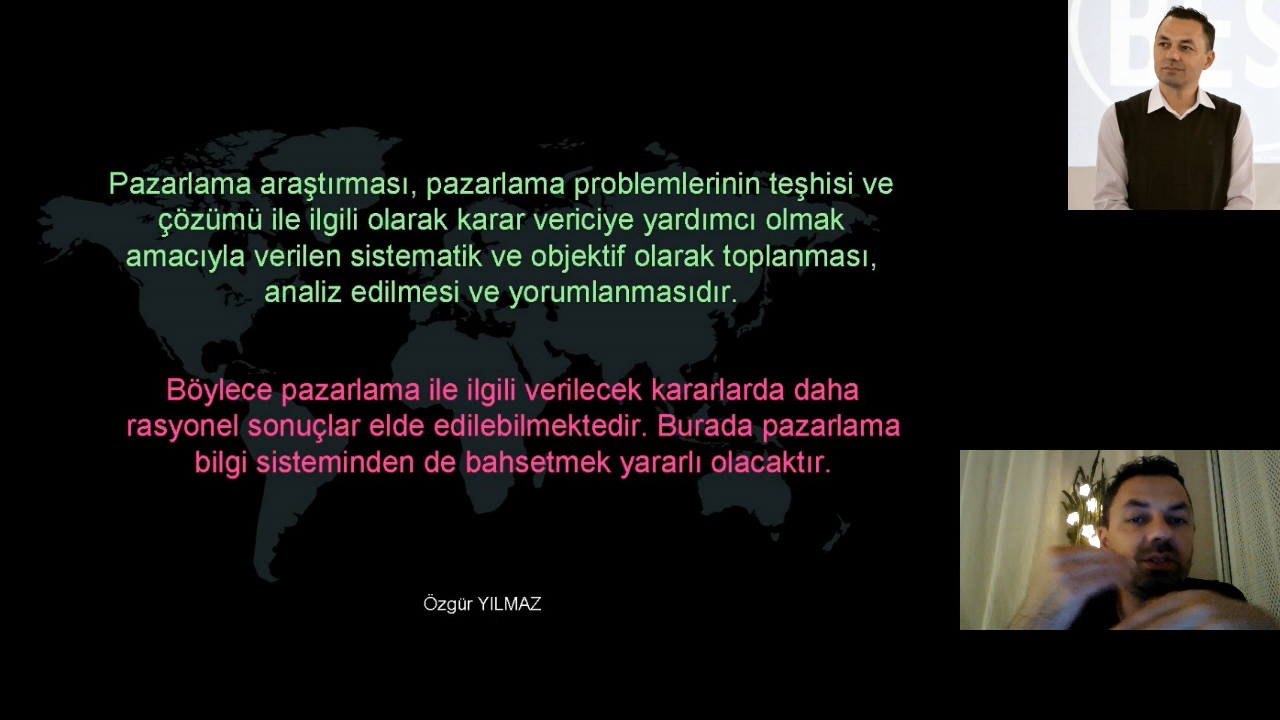 Pazarlama araştırması, pazarlama problemlerinin teşhisi ve
çözümü ile ilgili olarak karar vericiye yardımcı olmak
amacıyla verilen sistematik ve objektif olarak toplanması,
analiz edilmesi ve yorumlanmasıdır.
Böylece pazarlama ile ilgili verilecek kararlarda daha
rasyonel sonuçlar elde edilebilmektedir. Burada pazarlama
bilgi sisteminden de bahsetmek yararlı olacaktır.
Özgür YILMAZ